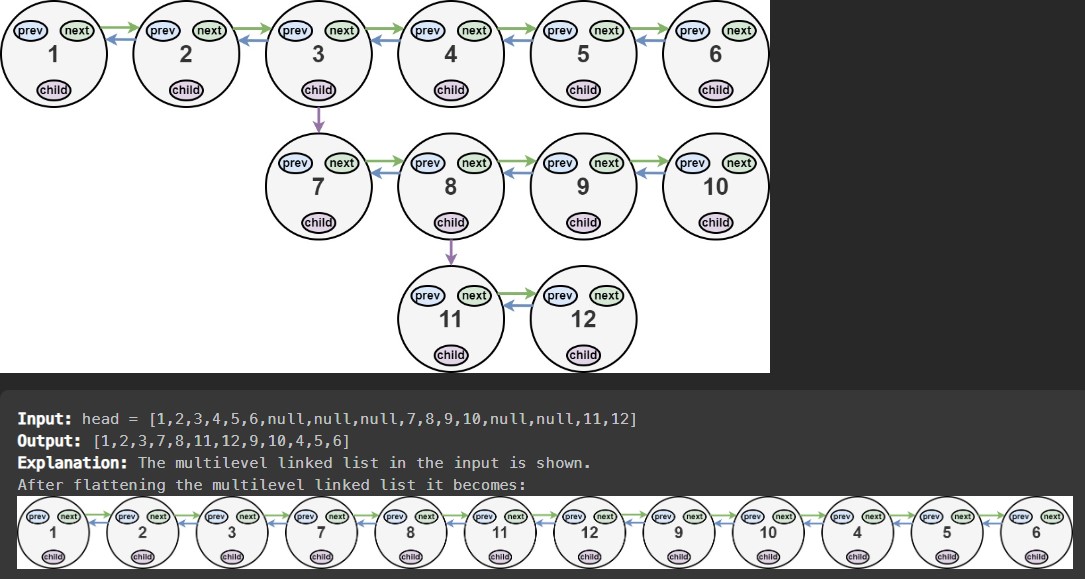 prev next prev next prev next prev next prev next prev next
1 2 3 4 5 6
child child child child child child
prev next prev next prev next prev next
7 8 9 10
child child child child
prev next prev next
11 12
child child
Input: head = [1,2,3,4,5,6,null,null,null,7,8,9,10,null,null,11,12]
Output: [1,2,3,7,8,11,12,9,10,4,5,6]
Explanation: The multilevel linked list in the input is shown.
After flattening the multilevel linked list it becomes:
prev next prev next prev next prev next prev next prev next prev next prev next prev next prev next prev next prev next
1 2 3 7 8 11 12 9 10 4 5 6
child child child child child child child child child child child child